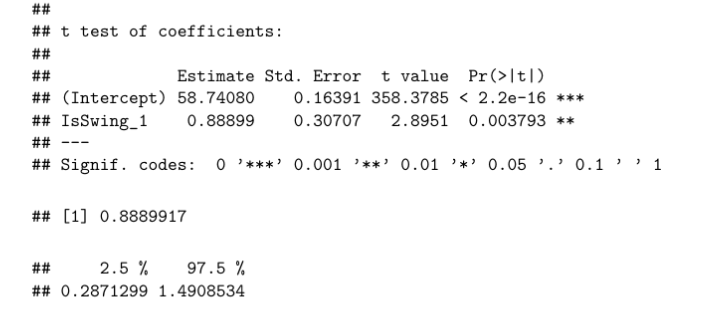 ##
## t test of coefficients:
##
##             Estimate Std. Error  t value  Pr(>|t|)
## (Intercept) 58.74080    0.16391 358.3785 < 2.2e-16 ***
## IsSwing_1    0.88899    0.30707   2.8951  0.003793 **
## ---
## Signif. codes:  0 '***' 0.001 '**' 0.01 '*' 0.05 '.' 0.1 ' ' 1
## [1] 0.8889917
##     2.5 %    97.5 %
## 0.2871299 1.4908534